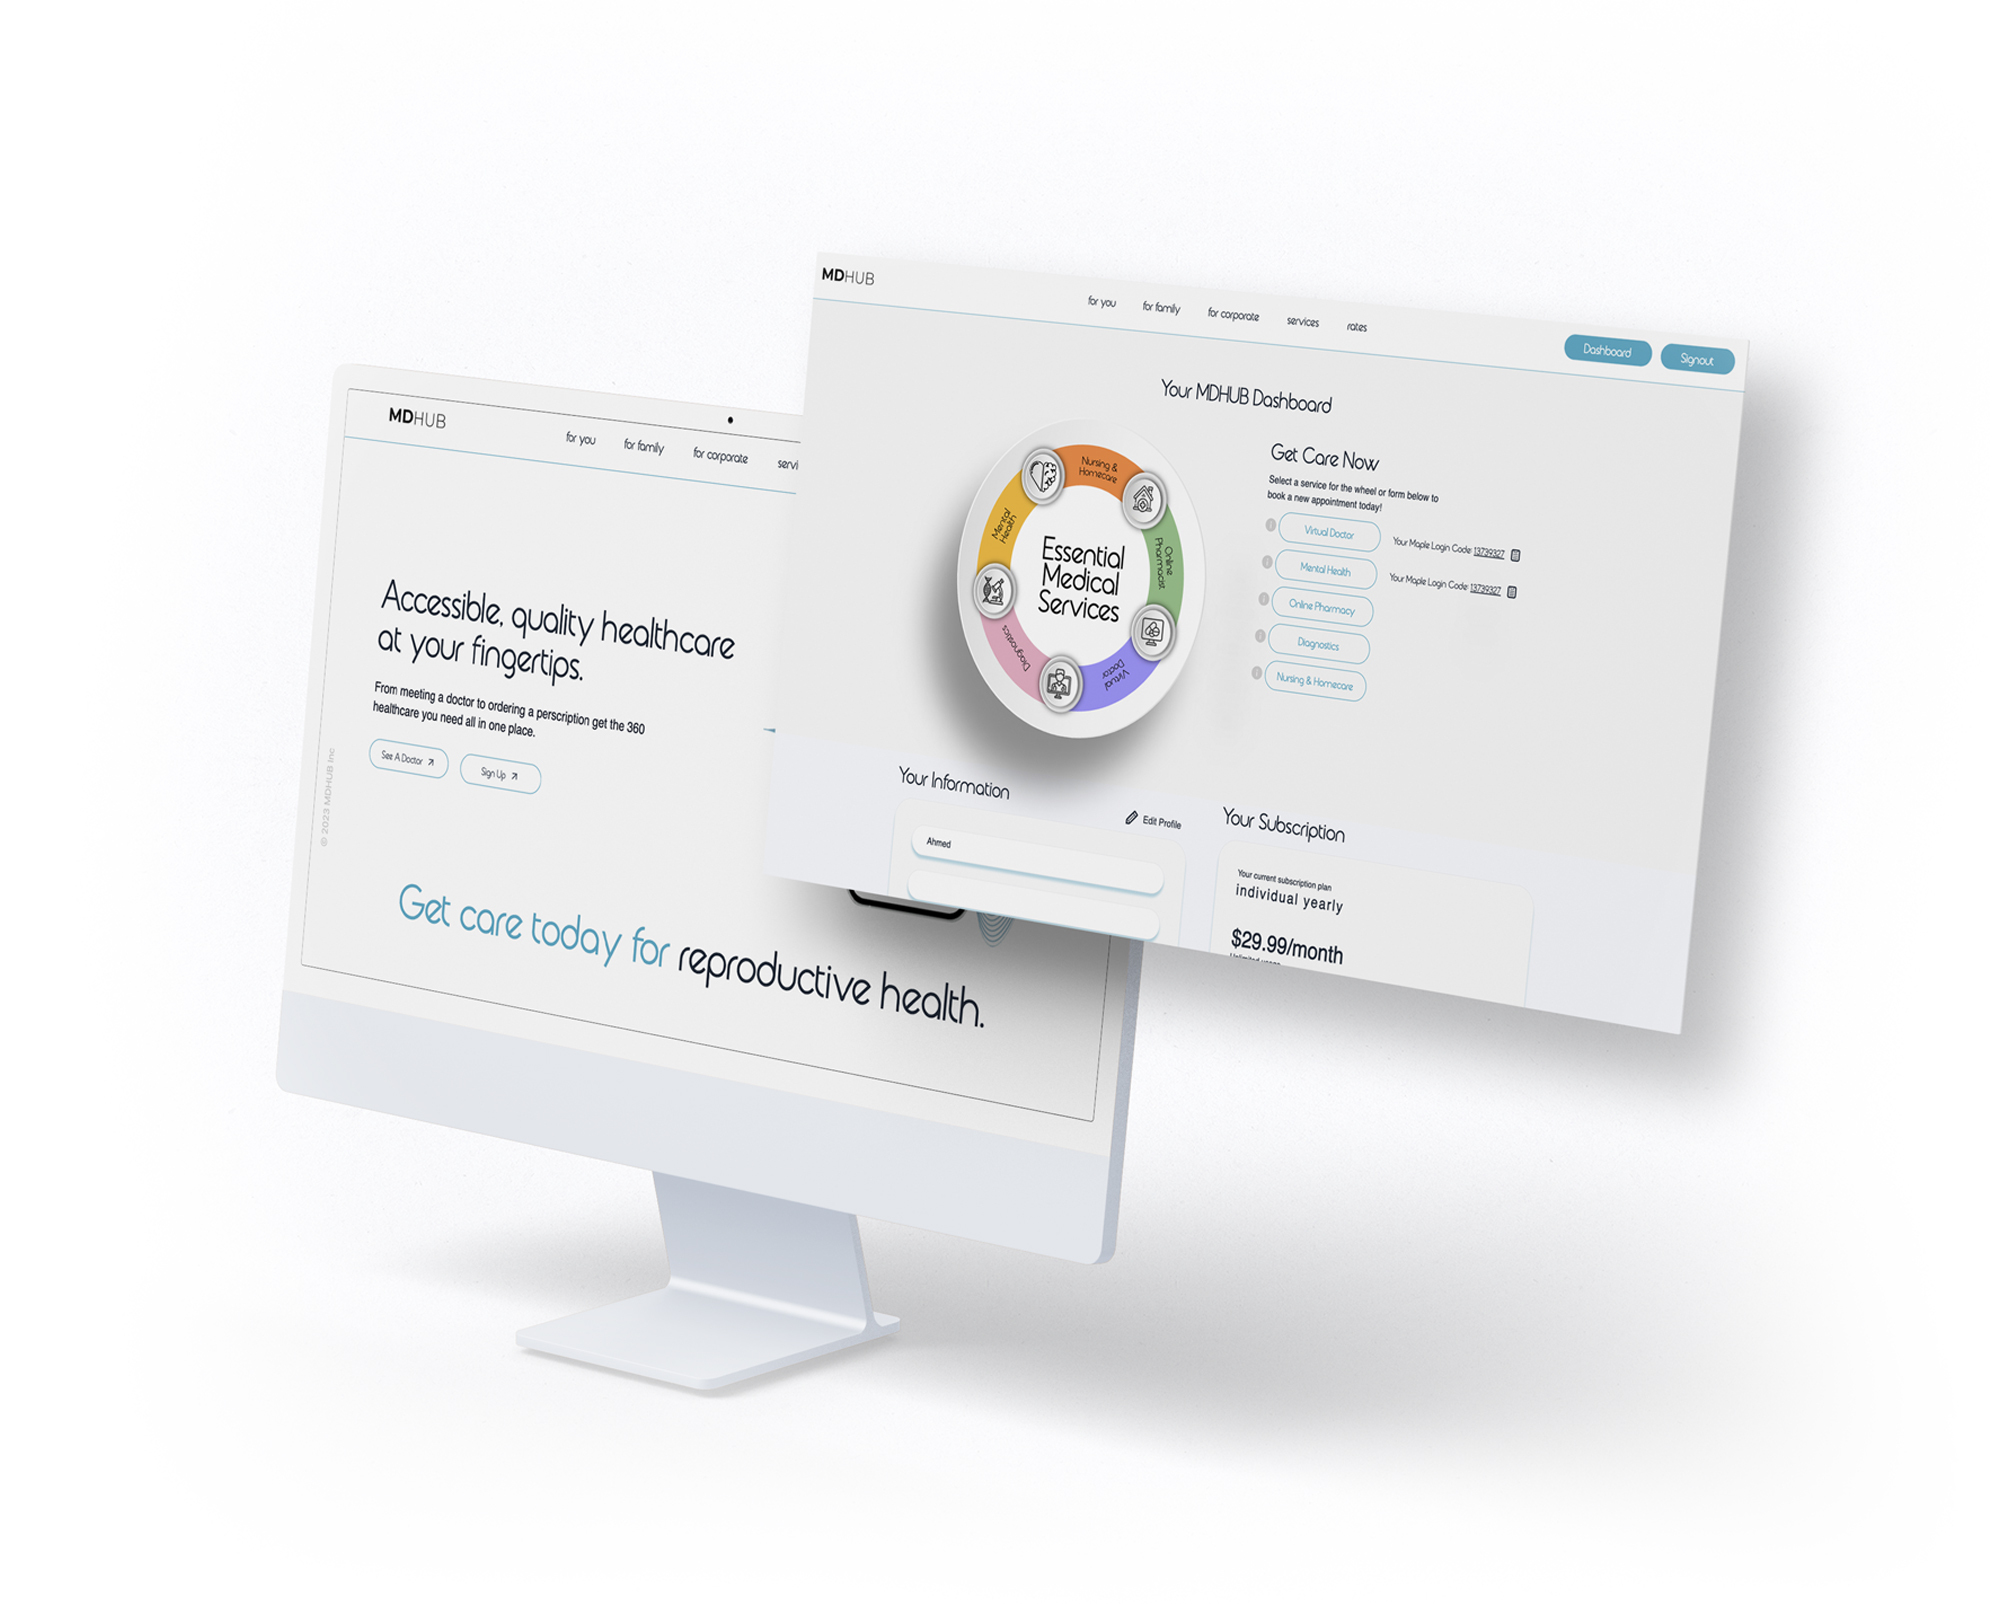 MDHUB
for you
for family
for corporate
services
rates
Dashboard
Signout
Your MDHUB Dashboard
Nursing &
Homecare
Online
Pharmacist
Virtual
Doctor
Diagnostics
Mental
Health
Essential
Medical
Services
Get Care Now
Select a service for the wheel or form below to
book a new appointment today!
Virtual Doctor
Your Maple Login Code: 13739327
Mental Health
Your Maple Login Code: 13739327
Online Pharmacy
Diagnostics
Nursing & Homecare
Your Information
Edit Profile
Ahmed
Your Subscription
Your current subscription plan
individual yearly
$29.99/month
MDHUB
for you
for family
for corporate
servi
Accessible, quality healthcare
at your fingertips.
From meeting a doctor to ordering a perscription get the 360
healthcare you need all in one place.
See A Doctor
Sign Up
© 2023 MDHUB Inc
Get care today for reproductive health.